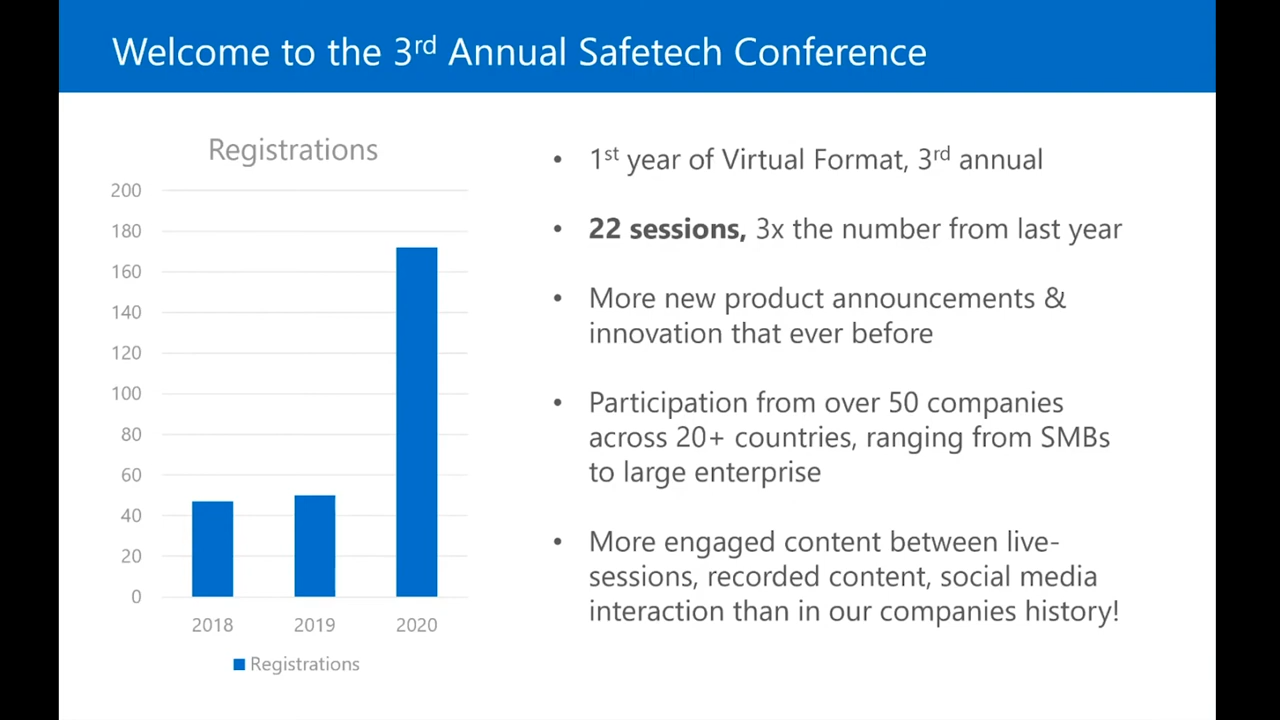 Welcome to the 3rd Annual Safetech Conference
Registrations
200
180
160
140
120
100
80
60
40
20
0
2018 2019 2020
Registrations
• 1st year of Virtual Format, 3rd annual
• 22 sessions, 3x the number from last year
• More new product announcements &
innovation that ever before
• Participation from over 50 companies
across 20+ countries, ranging from SMBs
to large enterprise
• More engaged content between live-
sessions, recorded content, social media
interaction than in our companies history!